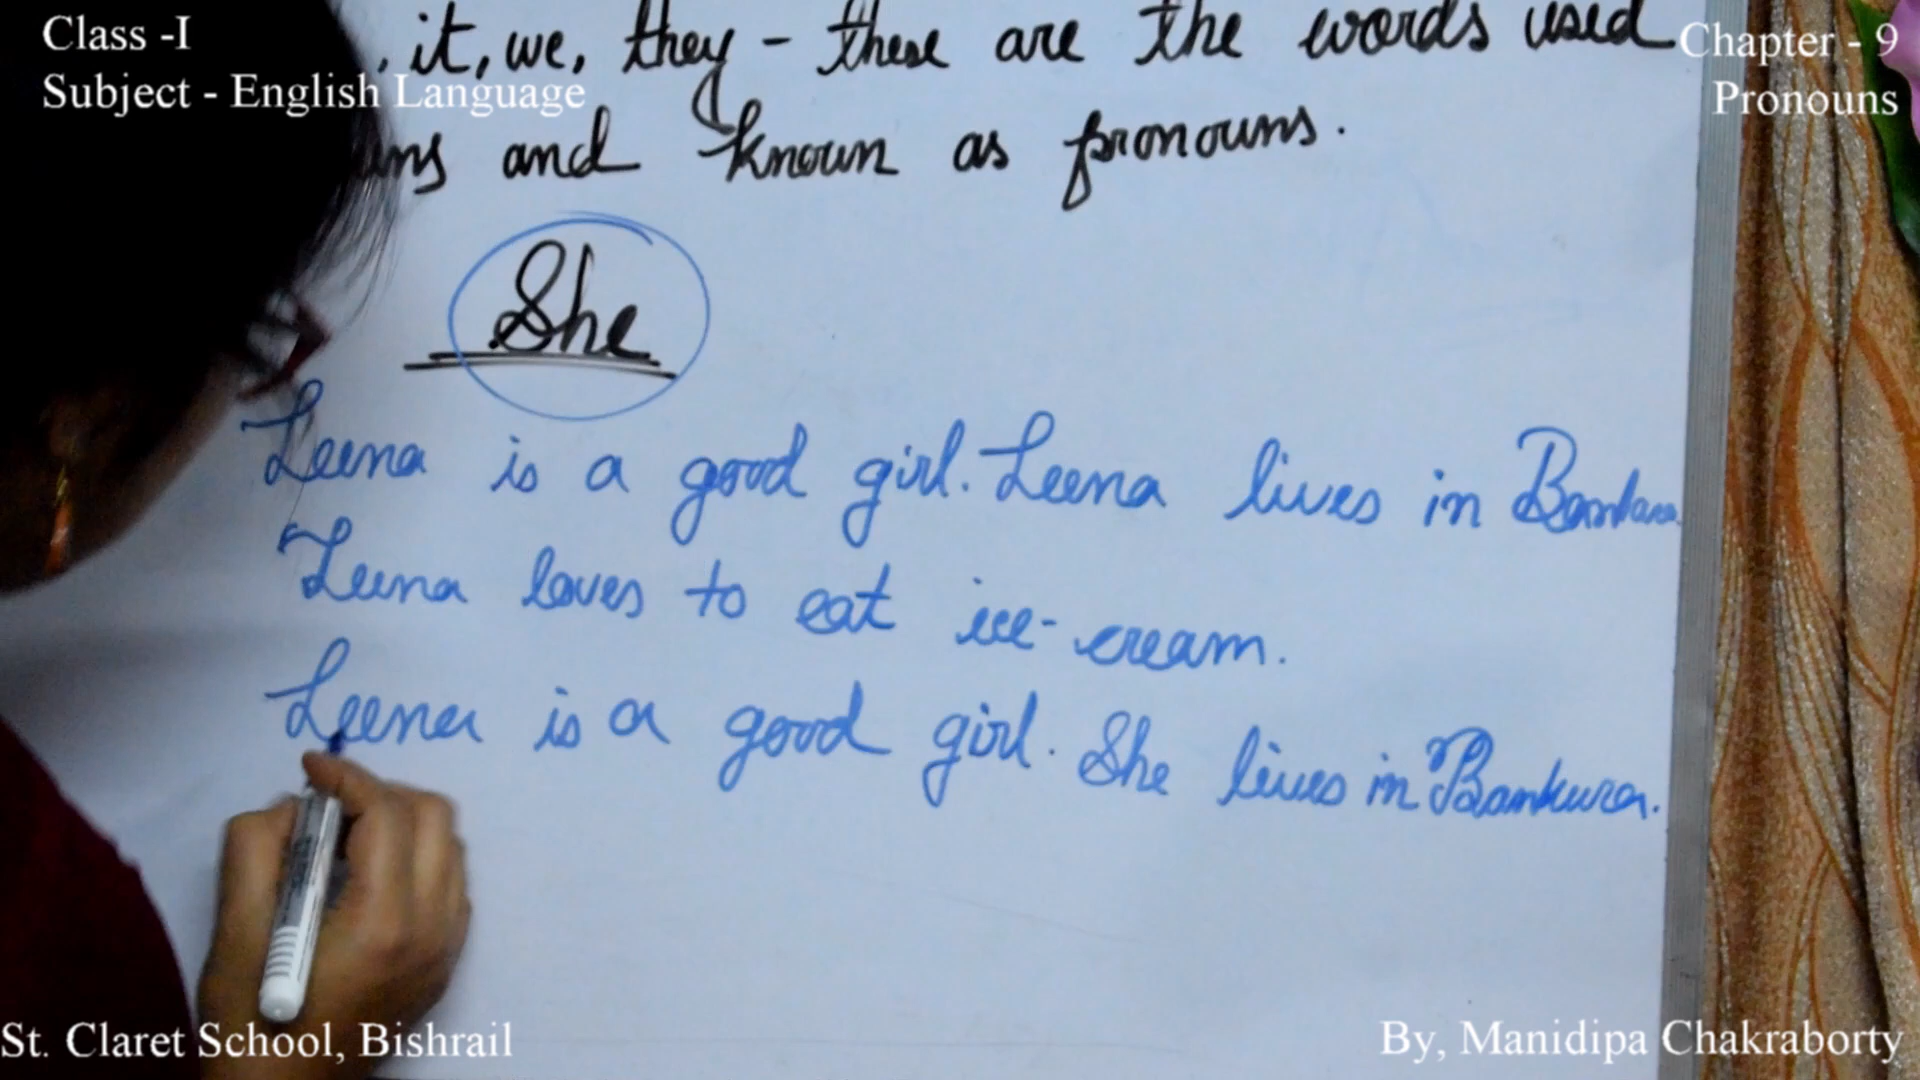 Class -I
Subject - English Language
Chapter - 9
Pronouns
, it, we, they - these are the words used
and known as pronouns.
She
Leena is a good girl. Leena lives in Bankura
Leena loves to eat ice-cream.
Leena is a good girl. She lives in Bankura.
St. Claret School, Bishrail
By, Manidipa Chakraborty